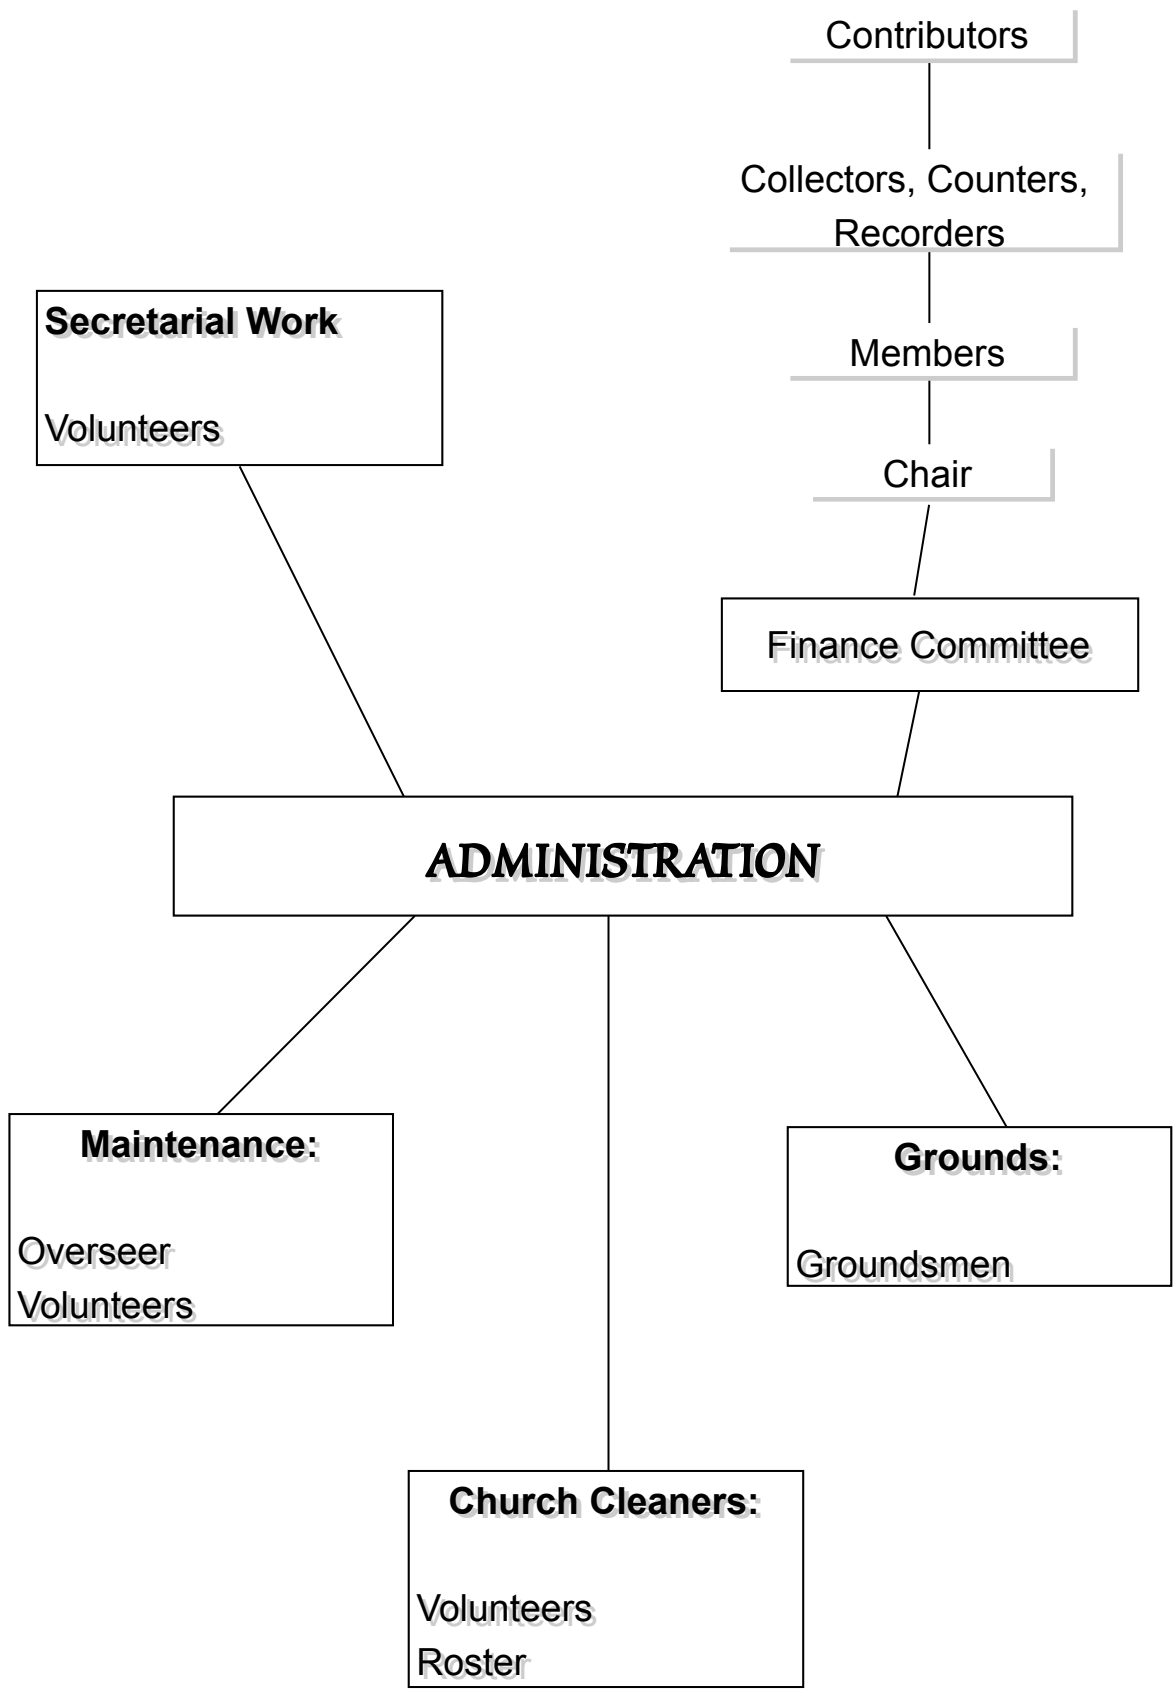 Contributors
Collectors, Counters,
Recorders
Secretarial Work
Volunteers
Members
Chair
Finance Committee
ADMINISTRATION
Maintenance:
Overseer
Volunteers
Grounds:
Groundsmen
Church Cleaners:
Volunteers
Roster